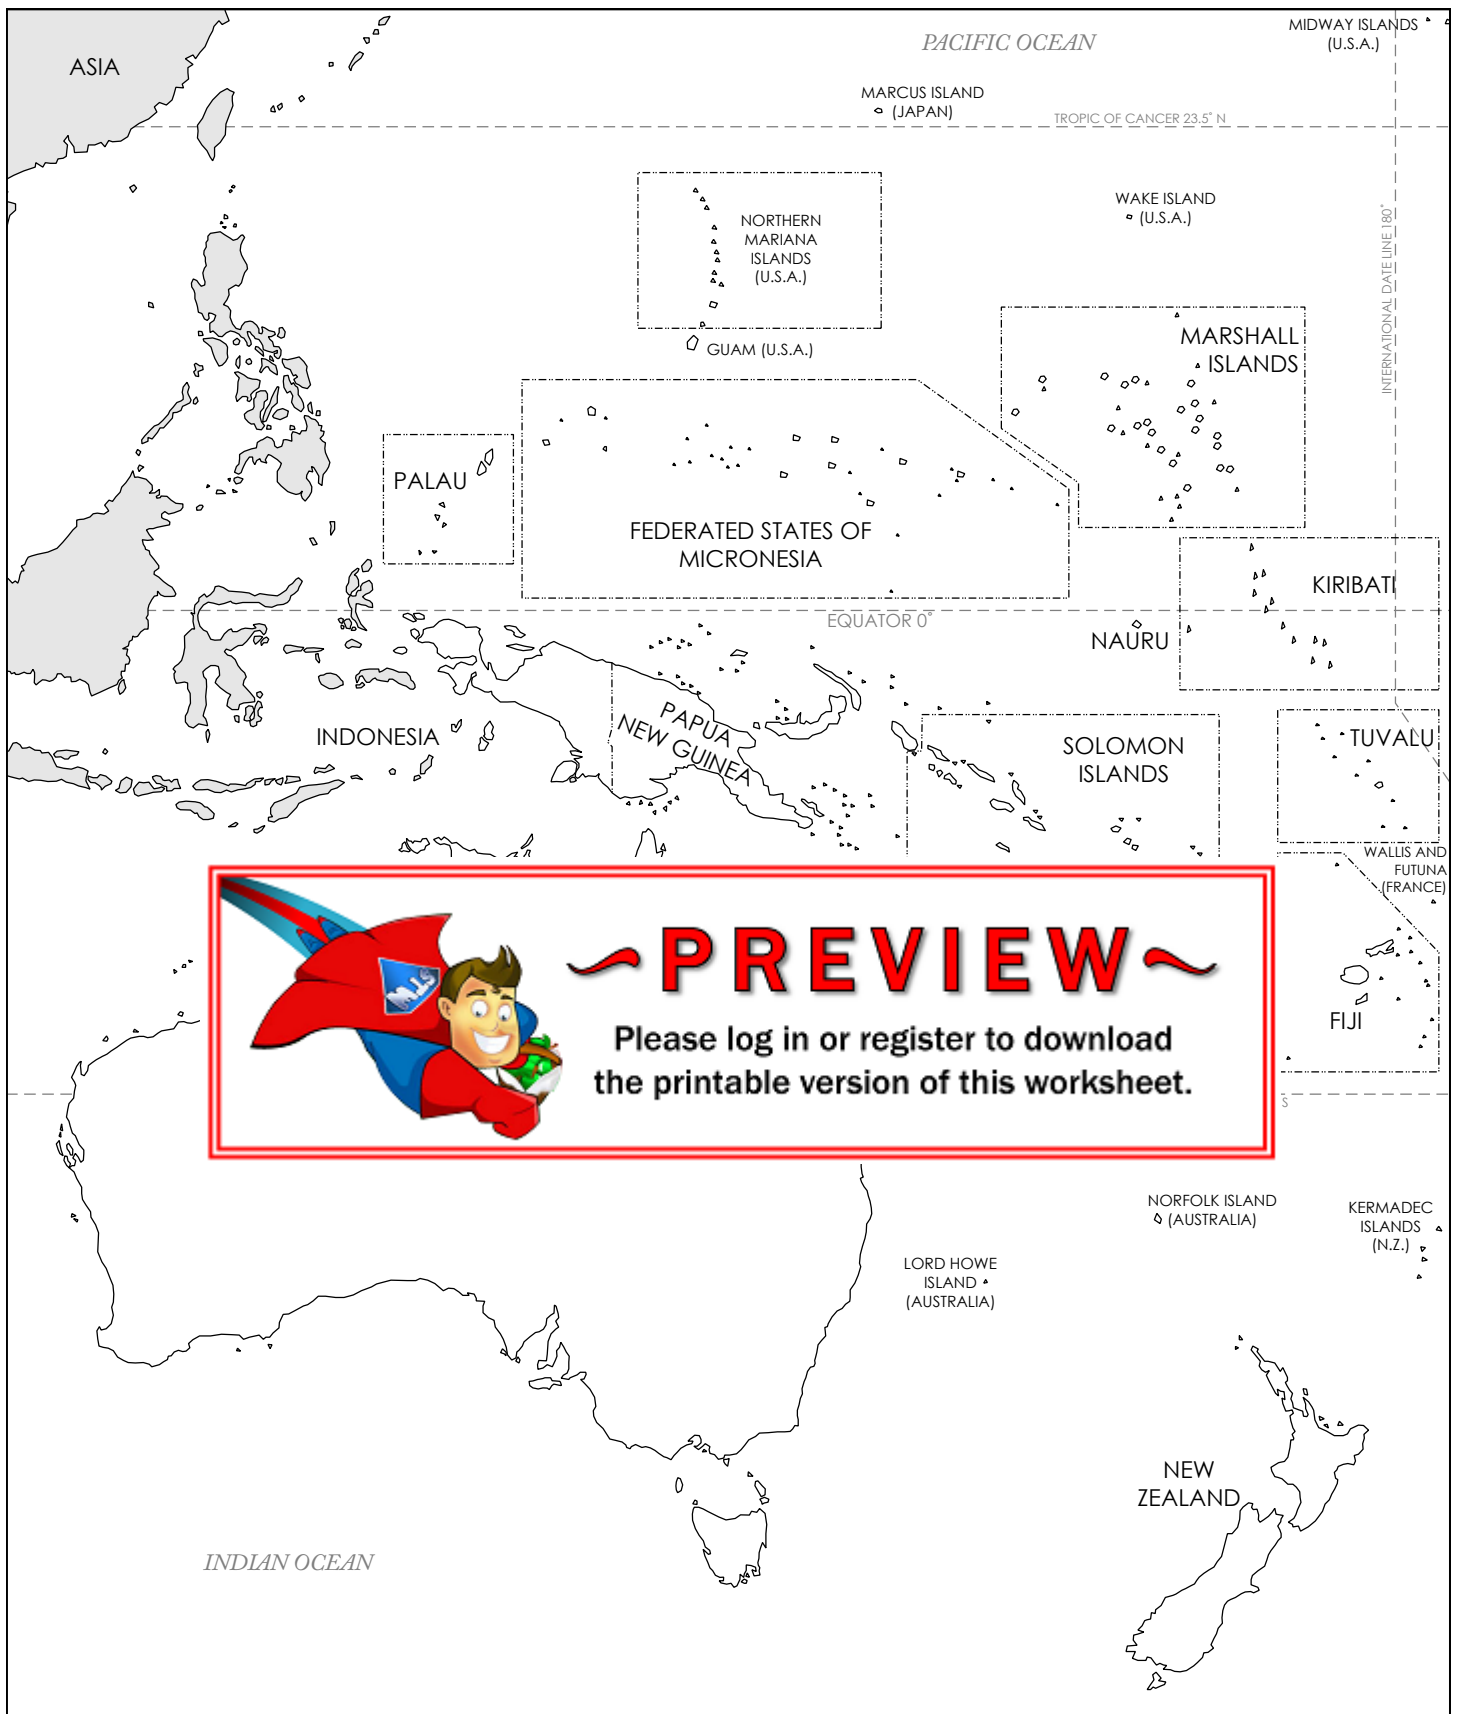 PACIFIC OCEAN
MIDWAY ISLANDS
(U.S.A.)
ASIA
MARCUS ISLAND
(JAPAN)
TROPIC OF CANCER 23.5° N
WAKE ISLAND
(U.S.A.)
NORTHERN
MARIANA
ISLANDS
(U.S.A.)
INTERNATIONAL DATE LINE 180°
GUAM (U.S.A.)
MARSHALL
ISLANDS
PALAU
FEDERATED STATES OF
MICRONESIA
KIRIBATI
EQUATOR 0°
NAURU
INDONESIA
PAPUA
NEW GUINEA
SOLOMON
ISLANDS
TUVALU
WALLIS AND
FUTUNA
(FRANCE)
~PREVIEW~
Please log in or register to download
the printable version of this worksheet.
FIJI
S
NORFOLK ISLAND
(AUSTRALIA)
KERMADEC
ISLANDS
(N.Z.)
LORD HOWE
ISLAND
(AUSTRALIA)
NEW
ZEALAND
INDIAN OCEAN